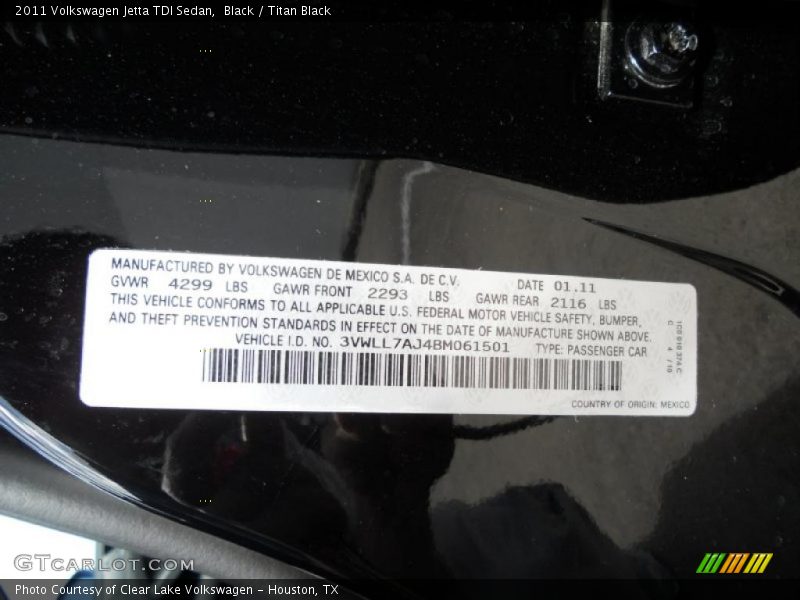 2011 Volkswagen Jetta TDI Sedan,  Black / Titan Black
MANUFACTURED BY VOLKSWAGEN DE MEXICO S.A. DE C.V. DATE 01.11
GVWR 4299 LBS GAWR FRONT 2293 LBS GAWR REAR 2116 LBS
THIS VEHICLE CONFORMS TO ALL APPLICABLE U.S. FEDERAL MOTOR VEHICLE SAFETY, BUMPER,
AND THEFT PREVENTION STANDARDS IN EFFECT ON THE DATE OF MANUFACTURE SHOWN ABOVE.
VEHICLE I.D. NO. 3VWLL7AJ4BM061501 TYPE: PASSENGER CAR
COUNTRY OF ORIGIN: MEXICO
C 4 / 10
GTcarlot.com
Photo Courtesy of Clear Lake Volkswagen - Houston, TX